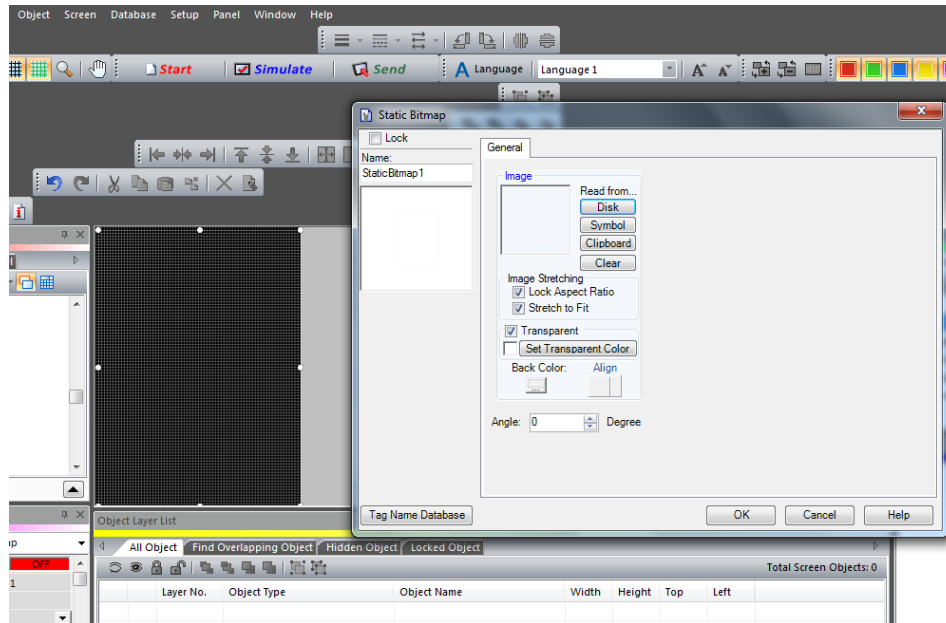 Object Screen Database Setup Panel Window Help
Start Simulate Send A Language Language 1 A A
Static Bitmap
Lock
General
Name:
StaticBitmap1
Image
Read from...
Disk
Symbol
Clipboard
Clear
Image Stretching
Lock Aspect Ratio
Stretch to Fit
Transparent
Set Transparent Color
Back Color: Align
...
Angle: 0 Degree
Tag Name Database OK Cancel Help
Object Layer List
All Object Find Overlapping Object Hidden Object Locked Object
OFF
Total Screen Objects: 0
1
Layer No. Object Type Object Name Width Height Top Left